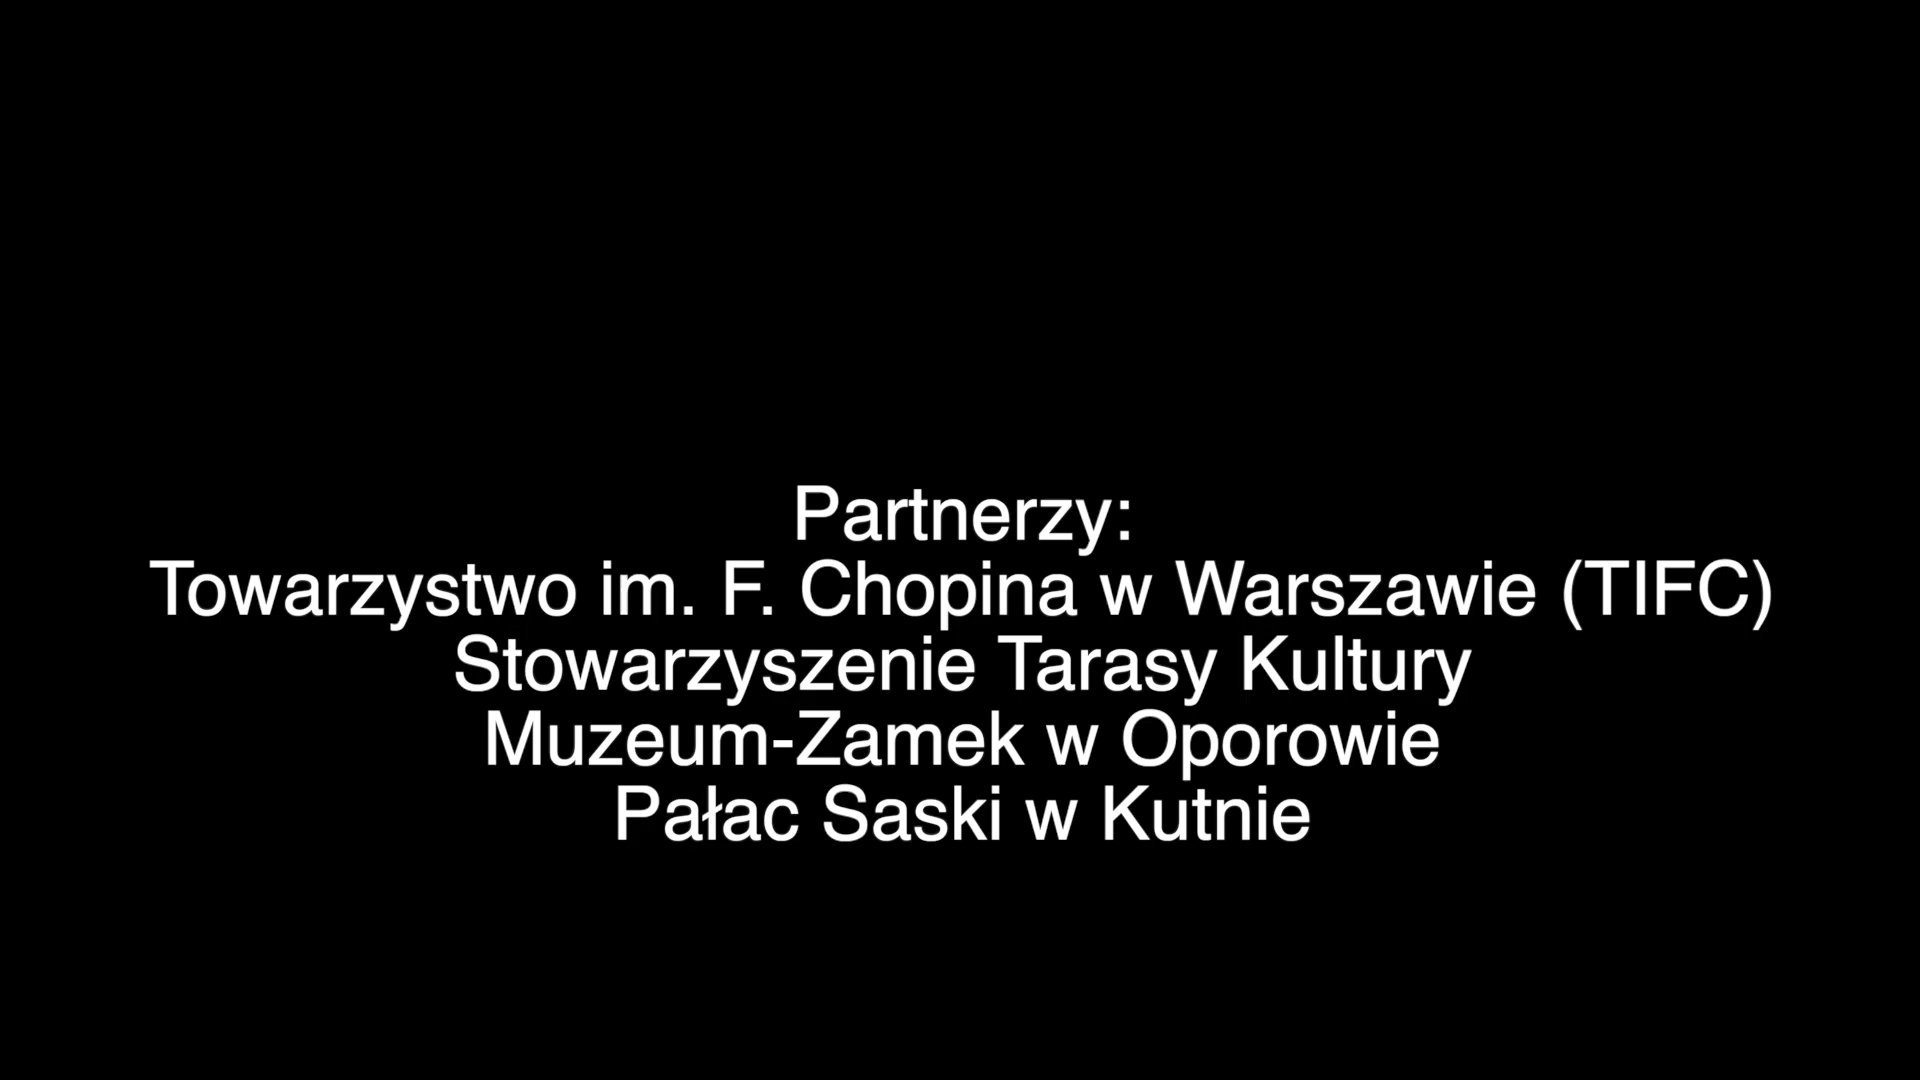 Partnerzy:
Towarzystwo im. F. Chopina w Warszawie (TIFC)
Stowarzyszenie Tarasy Kultury
Muzeum-Zamek w Oporowie
Pałac Saski w Kutnie